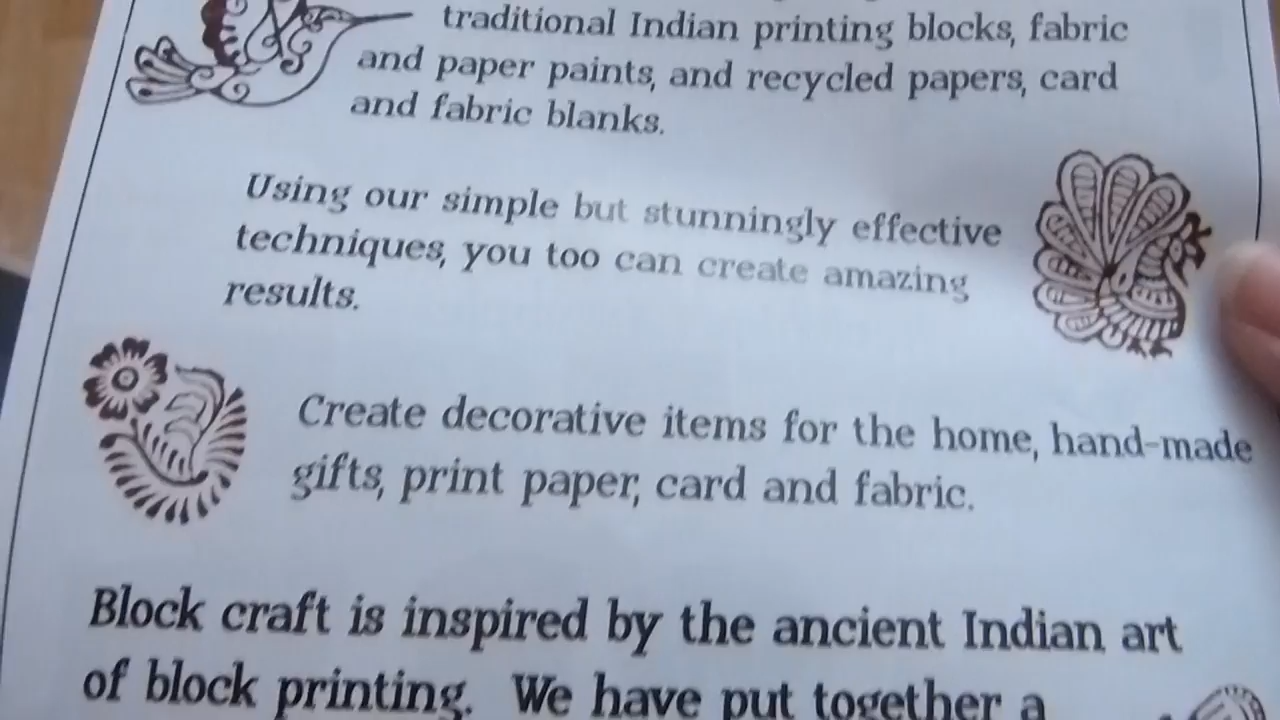 traditional Indian printing blocks, fabric
and paper paints, and recycled papers, card
and fabric blanks.
Using our simple but stunningly effective
techniques, you too can create amazing
results.
Create decorative items for the home, hand-made
gifts, print paper, card and fabric.
Block craft is inspired by the ancient Indian art
of block printing. We have put together a